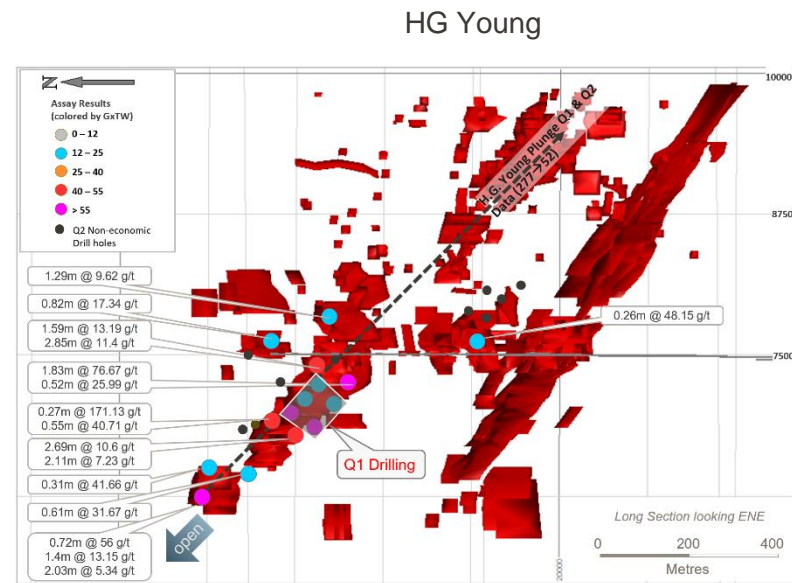 HG Young
N
Assay Results
(colored by GxTW)
0 – 12
12 – 25
25 – 40
40 – 55
> 55
Q2 Non-economic
Drill holes
1.29m @ 9.62 g/t
0.82m @ 17.34 g/t
1.59m @ 13.19 g/t
2.85m @ 11.4 g/t
1.83m @ 76.67 g/t
0.52m @ 25.99 g/t
0.27m @ 171.13 g/t
0.55m @ 40.71 g/t
2.69m @ 10.6 g/t
2.11m @ 7.23 g/t
0.31m @ 41.66 g/t
0.61m @ 31.67 g/t
0.72m @ 56 g/t
1.4m @ 13.15 g/t
2.03m @ 5.34 g/t
open
Q1 Drilling
H.G. Young Plunge Q1 & Q2
Data (277→52)
0.26m @ 48.15 g/t
10000
8750
7500
20000
Long Section looking ENE
0 200 400
Metres